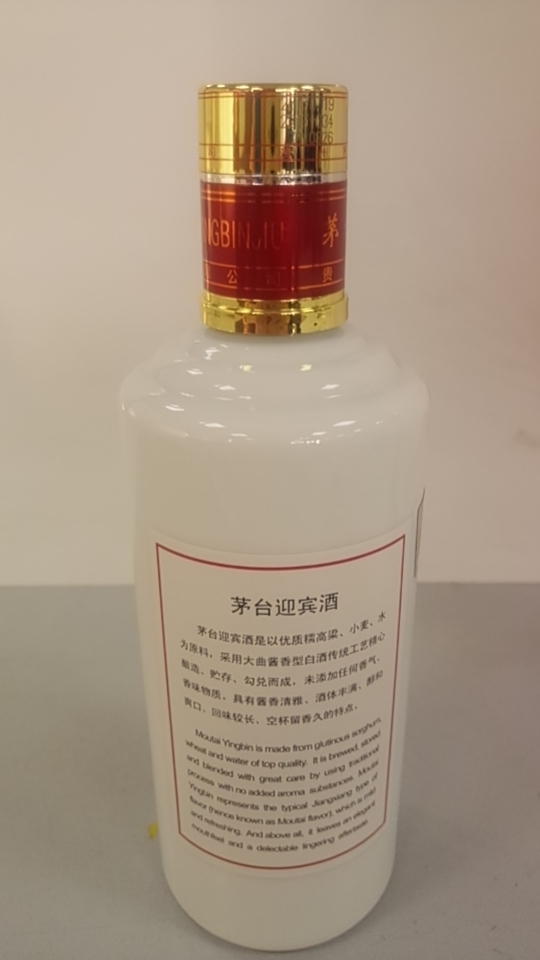 19
34
26
NGBINJIU 茅
公司 贵
茅台迎宾酒
茅台迎宾酒是以优质糯高粱、小麦、水
为原料，采用大曲酱香型白酒传统工艺精心
酿造、贮存、勾兑而成，未添加任何香气、
香味物质。具有酱香清雅、酒体丰满、醇和
爽口、回味较长、空杯留香久的特点。
Moutai Yingbin is made from glutinous sorghum,
wheat and water of top quality. It is brewed, stored
and blended with great care by using traditional
process with no added aroma substances. Moutai
Yingbin represents the typical Jiangxiang type of
flavor (hence known as Moutai flavor), which is mild
and refreshing. And above all, it leaves an elegant
mouthfeel and a delectable lingering aftertaste.